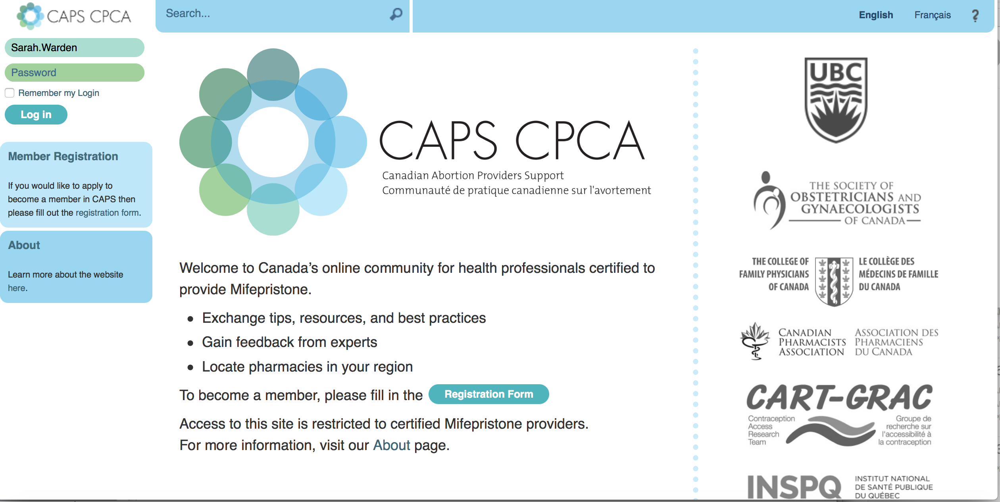 CAPS CPCA
Search...
English
Français
?
Sarah.Warden
Password
Remember my Login
Log in
Member Registration
If you would like to apply to
become a member in CAPS then
please fill out the registration form.
About
Learn more about the website
here.
CAPS CPCA
Canadian Abortion Providers Support
Communauté de pratique canadienne sur l'avortement
Welcome to Canada’s online community for health professionals certified to
provide Mifepristone.
• Exchange tips, resources, and best practices
• Gain feedback from experts
• Locate pharmacies in your region
To become a member, please fill in the Registration Form
Access to this site is restricted to certified Mifepristone providers.
For more information, visit our About page.
UBC
THE SOCIETY OF
OBSTETRICIANS AND
GYNAECOLOGISTS
OF CANADA
THE COLLEGE OF
FAMILY PHYSICIANS
OF CANADA
LE COLLÈGE DES
MÉDECINS DE FAMILLE
DU CANADA
CANADIAN
PHARMACISTS
ASSOCIATION
ASSOCIATION DES
PHARMACIENS
DU CANADA
CART-GRAC
Contraception
Access
Research
Team
Groupe de
recherche sur
l'accessibilité à
la contraception
INSPQ
INSTITUT NATIONAL
DE SANTÉ PUBLIQUE
DU QUÉBEC